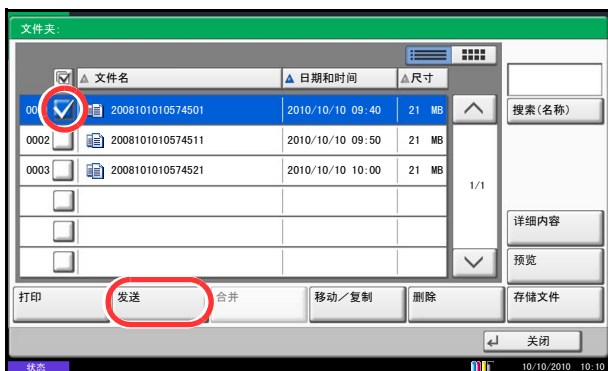 文件夹:
文件名 日期和时间 尺寸
2008101010574501 2010/10/10 09:40 21 MB 搜索(名称)
0002 2008101010574511 2010/10/10 09:50 21 MB
0003 2008101010574521 2010/10/10 10:00 21 MB
1/1
详细内容
预览
打印 发送 合并 移动／复制 删除 存储文件
关闭
状态 10/10/2010 10:10